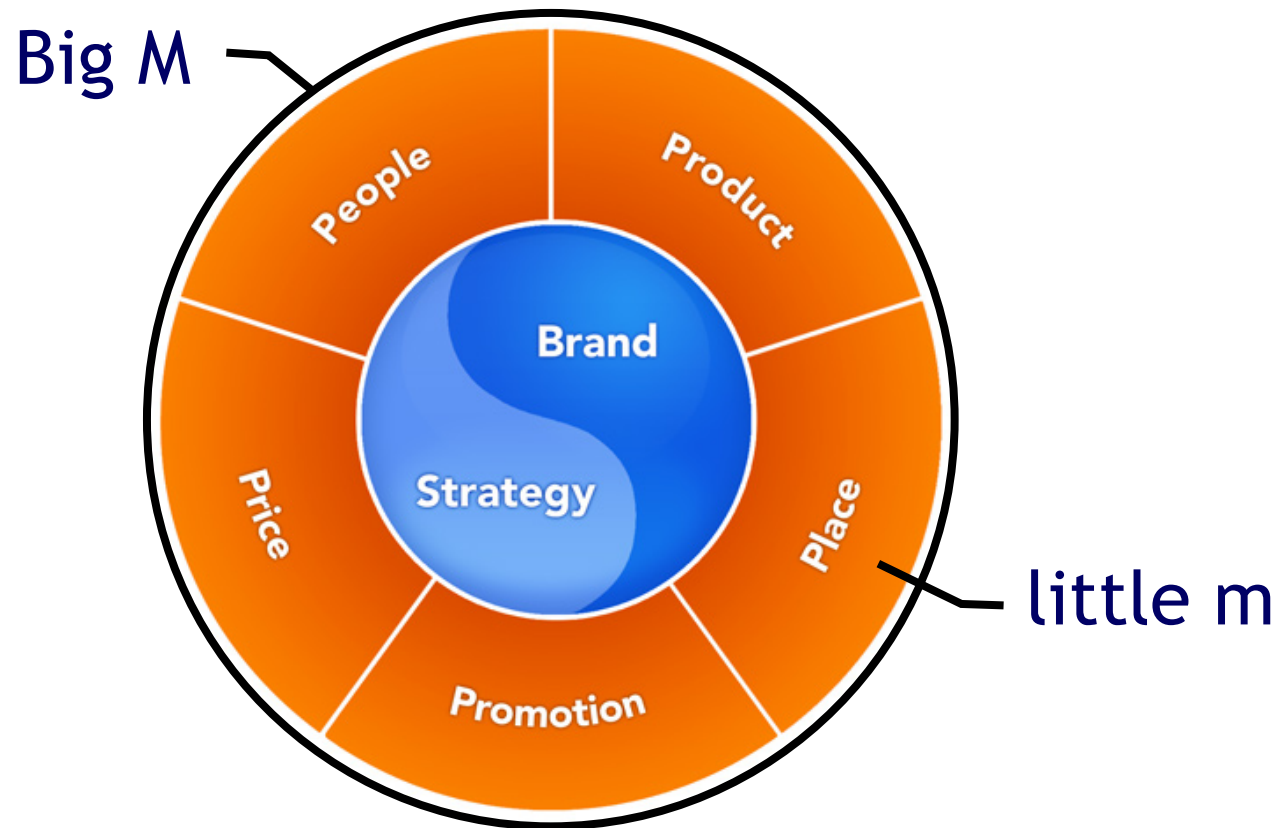 Big M
People
Product
Brand
Strategy
Price
Place
little m
Promotion